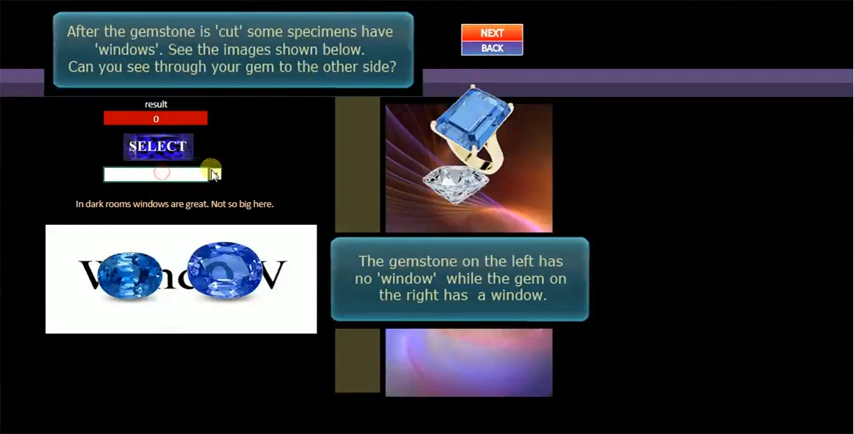 After the gemstone is 'cut' some specimens have
'windows'. See the images shown below.
Can you see through your gem to the other side?
NEXT
BACK
result
0
SELECT
In dark rooms windows are great. Not so big here.
The gemstone on the left has
no 'window' while the gem on
the right has a window.